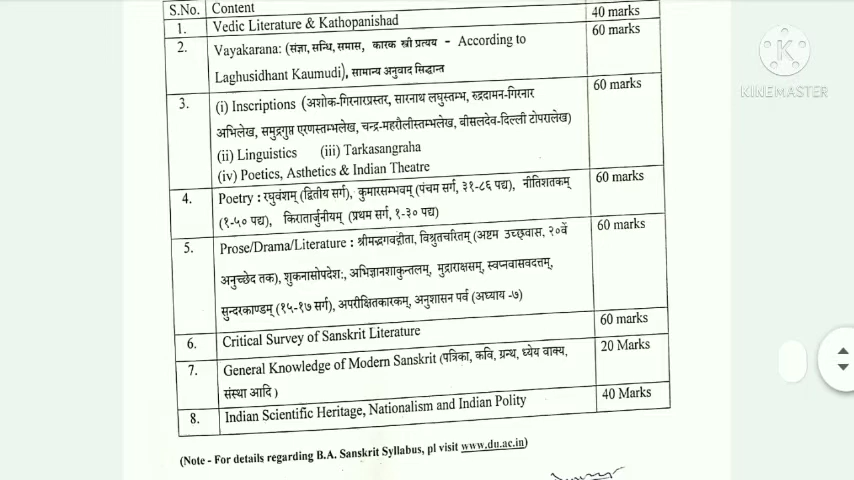 S.No. Content
1. Vedic Literature & Kathopanishad 40 marks
2. Vayakarana: (संज्ञा, सन्धि, समास, कारक स्त्री प्रत्यय - According to 60 marks
Laghusidhant Kaumudi), सामान्य अनुवाद सिद्धान्त
3. (i) Inscriptions (अशोक-गिरनारप्रस्तर, सारनाथ लघुस्तम्भ, रुद्रदामन-गिरनार 60 marks
अभिलेख, समुद्रगुप्त एरणस्तम्भलेख, चन्द्र-महरौलीस्तम्भलेख, बीसलदेव-दिल्ली टोपरालेख)
(ii) Linguistics (iii) Tarkasangraha
(iv) Poetics, Asthetics & Indian Theatre
4. Poetry : रघुवंशम् (द्वितीय सर्ग), कुमारसम्भवम् (पंचम सर्ग, ३१-८६ पद्य), नीतिशतकम् 60 marks
(१-५० पद्य), किरातार्जुनीयम् (प्रथम सर्ग, १-३० पद्य)
5. Prose/Drama/Literature : श्रीमद्भगवद्गीता, विश्रुतचरितम् (अष्टम उच्छ्वास, २०वें 60 marks
अनुच्छेद तक), शुकनासोपदेशः, अभिज्ञानशाकुन्तलम्, मुद्राराक्षसम्, स्वप्नवासवदत्तम्,
सुन्दरकाण्डम् (१५-१७ सर्ग), अपरीक्षितकारकम्, अनुशासन पर्व (अध्याय -७)
6. Critical Survey of Sanskrit Literature 60 marks
7. General Knowledge of Modern Sanskrit (पत्रिका, कवि, ग्रन्थ, ध्येय वाक्य, 20 Marks
संस्था आदि)
8. Indian Scientific Heritage, Nationalism and Indian Polity 40 Marks
(Note - For details regarding B.A. Sanskrit Syllabus, pl visit www.du.ac.in)
KINEMASTER